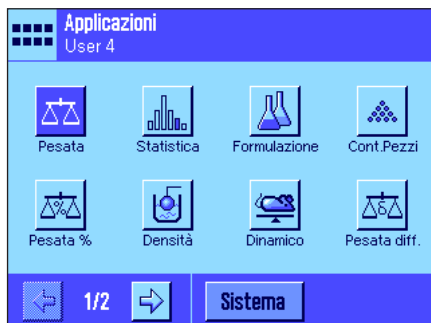 Applicazioni
User 4
Pesata
Statistica
Formulazione
Cont.Pezzi
Pesata %
Densità
Dinamico
Pesata diff.
1/2
Sistema